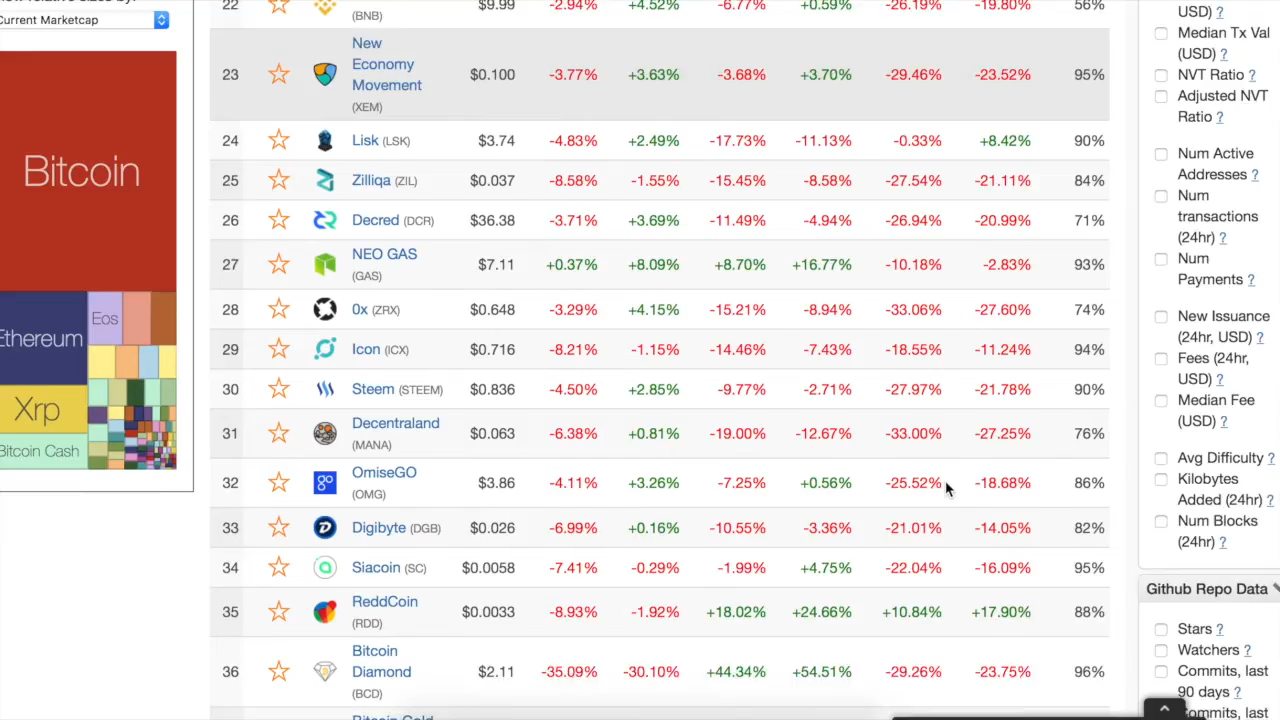 Current Marketcap
Bitcoin
Ethereum
Eos
Xrp
Bitcoin Cash
22 (BNB) $9.99 -2.94% +4.52% -6.77% +0.59% -26.19% -19.80% 56%
23 New Economy Movement (XEM) $0.100 -3.77% +3.63% -3.68% +3.70% -29.46% -23.52% 95%
24 Lisk (LSK) $3.74 -4.83% +2.49% -17.73% -11.13% -0.33% +8.42% 90%
25 Zilliqa (ZIL) $0.037 -8.58% -1.55% -15.45% -8.58% -27.54% -21.11% 84%
26 Decred (DCR) $36.38 -3.71% +3.69% -11.49% -4.94% -26.94% -20.99% 71%
27 NEO GAS (GAS) $7.11 +0.37% +8.09% +8.70% +16.77% -10.18% -2.83% 93%
28 0x (ZRX) $0.648 -3.29% +4.15% -15.21% -8.94% -33.06% -27.60% 74%
29 Icon (ICX) $0.716 -8.21% -1.15% -14.46% -7.43% -18.55% -11.24% 94%
30 Steem (STEEM) $0.836 -4.50% +2.85% -9.77% -2.71% -27.97% -21.78% 90%
31 Decentraland (MANA) $0.063 -6.38% +0.81% -19.00% -12.67% -33.00% -27.25% 76%
32 OmiseGO (OMG) $3.86 -4.11% +3.26% -7.25% +0.56% -25.52% -18.68% 86%
33 Digibyte (DGB) $0.026 -6.99% +0.16% -10.55% -3.36% -21.01% -14.05% 82%
34 Siacoin (SC) $0.0058 -7.41% -0.29% -1.99% +4.75% -22.04% -16.09% 95%
35 ReddCoin (RDD) $0.0033 -8.93% -1.92% +18.02% +24.66% +10.84% +17.90% 88%
36 Bitcoin Diamond (BCD) $2.11 -35.09% -30.10% +44.34% +54.51% -29.26% -23.75% 96%
USD) ?
Median Tx Val
(USD) ?
NVT Ratio ?
Adjusted NVT
Ratio ?
Num Active
Addresses ?
Num
transactions
(24hr) ?
Num
Payments ?
New Issuance
(24hr, USD) ?
Fees (24hr,
USD) ?
Median Fee
(USD) ?
Avg Difficulty ?
Kilobytes
Added (24hr) ?
Num Blocks
(24hr) ?
Github Repo Data
Stars ?
Watchers ?
Commits, last
90 days ?
Commits, last